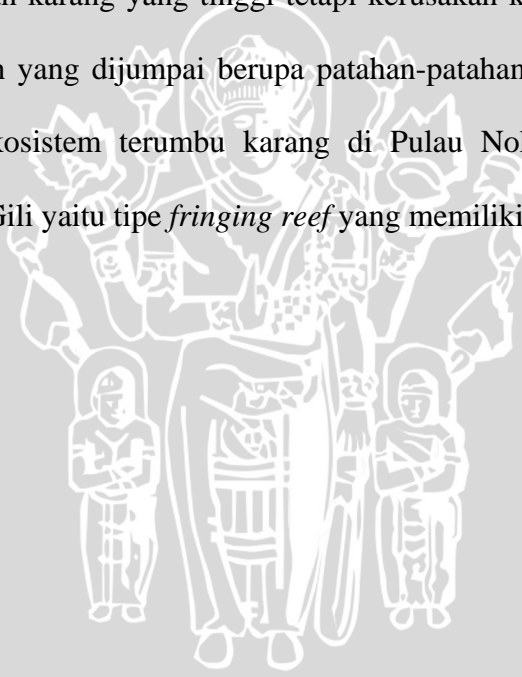 karang yang tinggi tetapi kerusakan
yang dijumpai berupa patahan-patahan
kosistem terumbu karang di Pulau
Gili yaitu tipe fringing reef yang memiliki